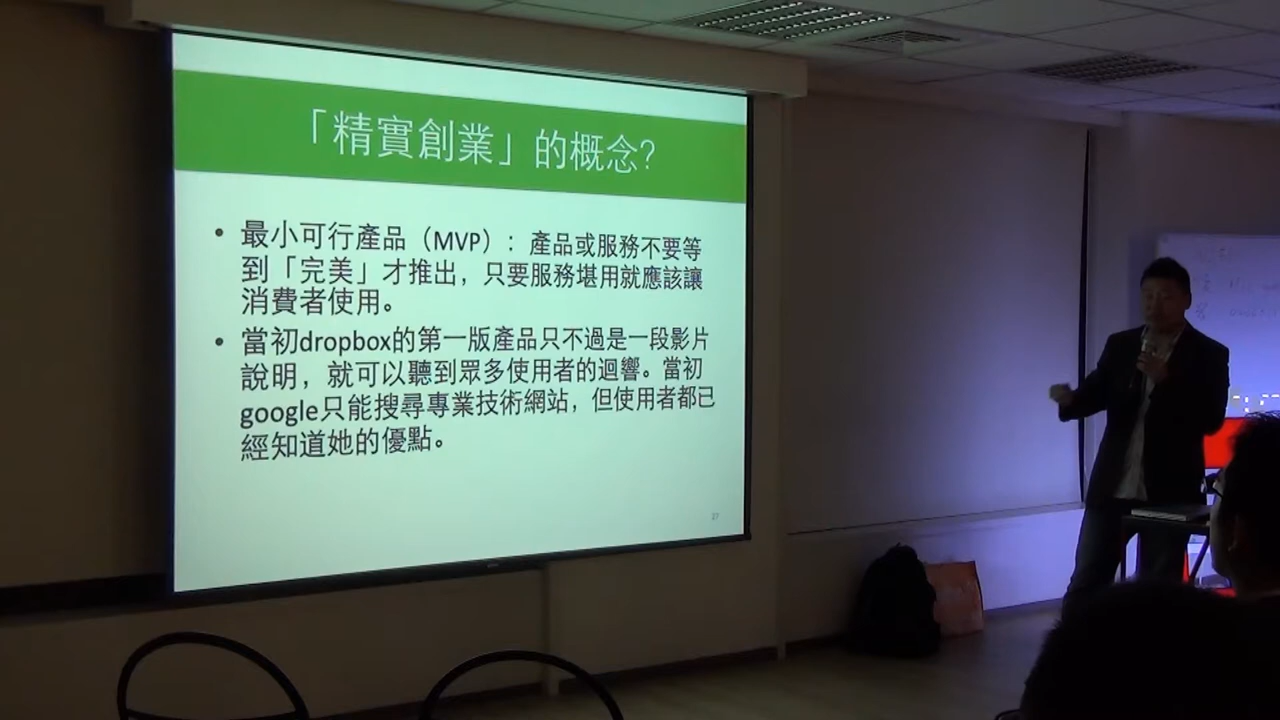 「精實創業」的概念?
• 最小可行產品（MVP）：產品或服務不要等
到「完美」才推出，只要服務堪用就應該讓
消費者使用。
• 當初dropbox的第一版產品只不過是一段影片
說明，就可以聽到眾多使用者的迴響。當初
google只能搜尋專業技術網站，但使用者都已
經知道她的優點。
27